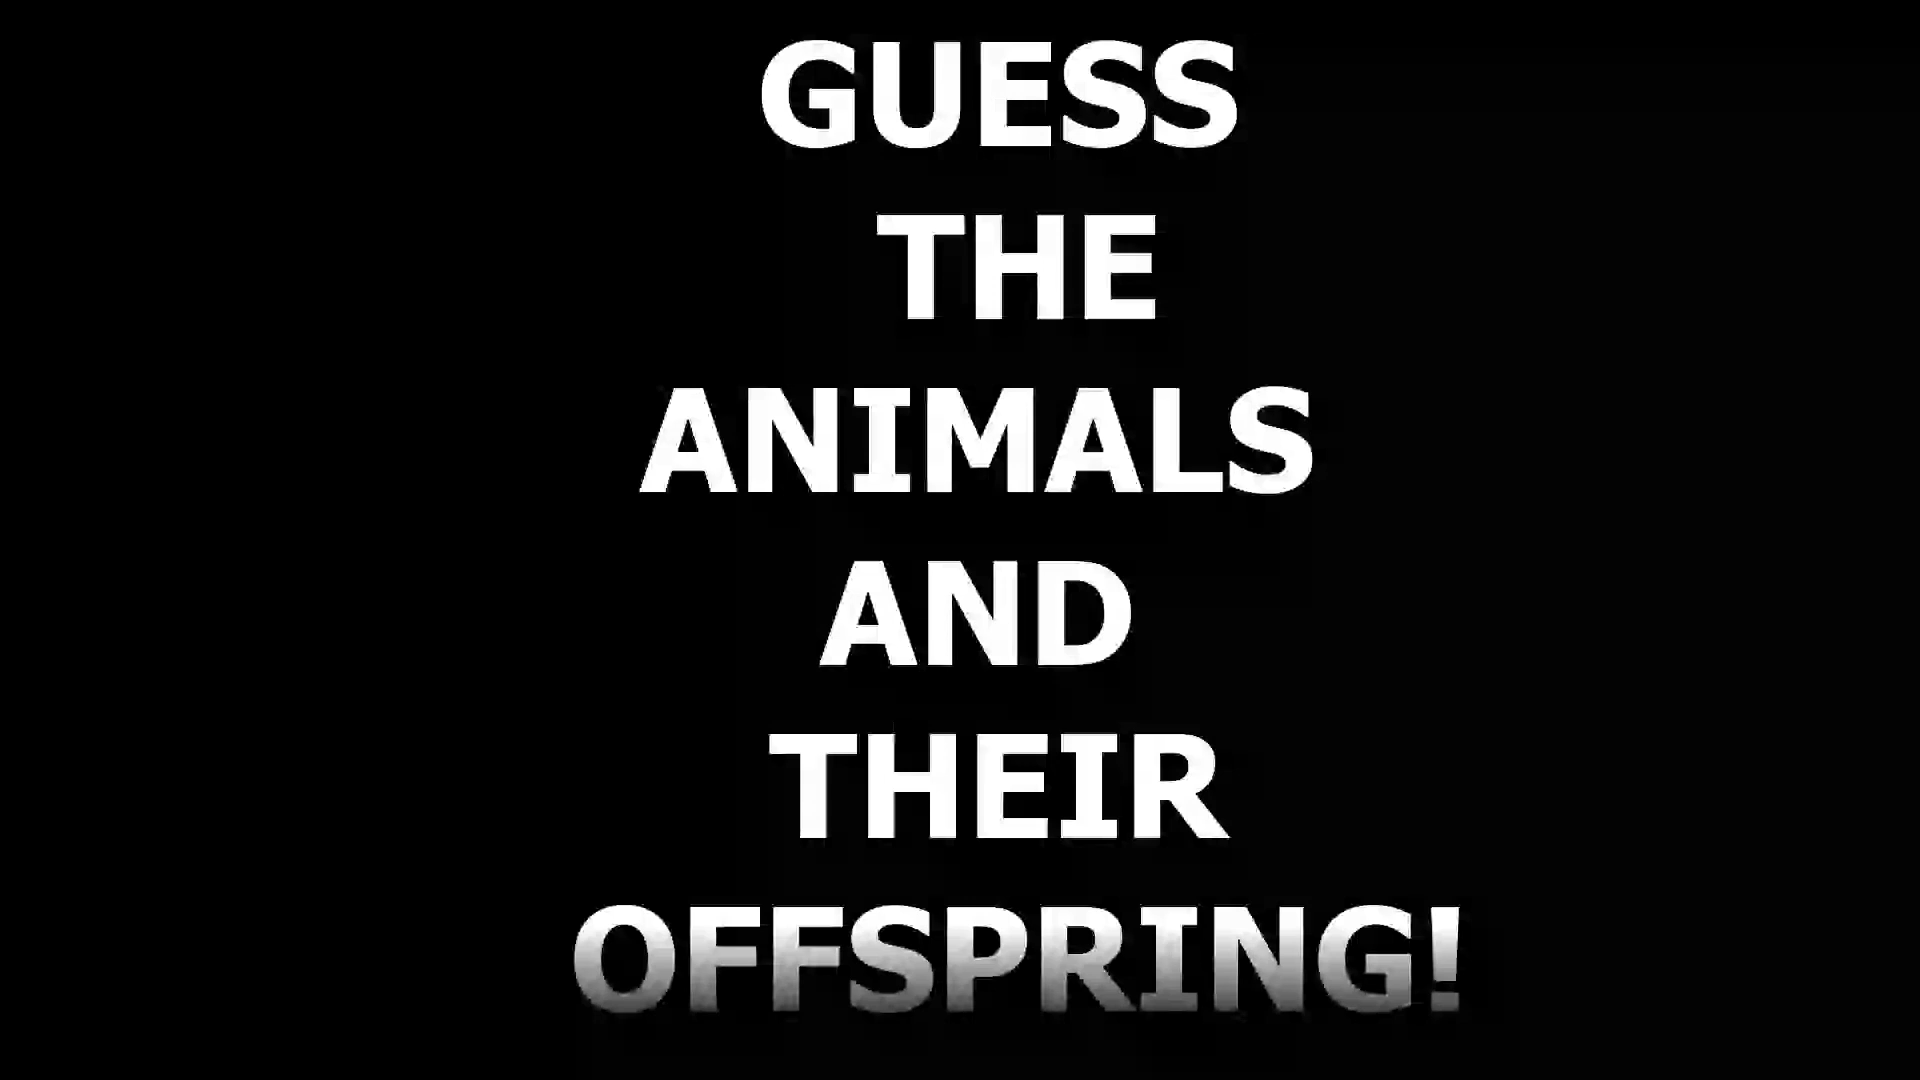 GUESS
THE
ANIMALS
AND
THEIR
OFFSPRING!